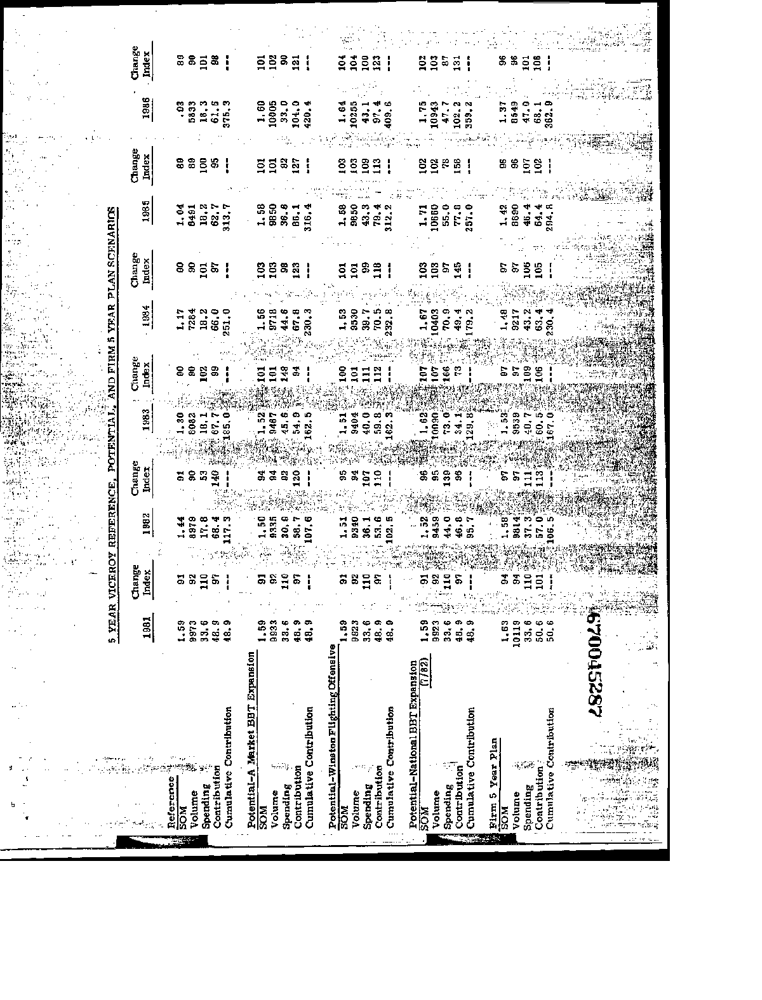 5 YEAR VICEROY REFERENCE, POTENTIAL, AND FIRM 5 YEAR PLAN SCENARIOS
1981 Change Index 1982 Change Index 1983 Change Index 1984 Change Index 1985 Change Index 1986 Change Index
Reference
SOM 1.59 91 1.44 91 1.30 90 1.17 90 1.04 89 .93 89
Volume 9973 92 8979 90 8082 90 7284 90 6491 89 5833 90
Spending 33.6 110 17.8 53 18.1 102 18.2 101 18.2 100 18.3 101
Contribution 48.9 97 68.4 140 67.7 99 66.0 97 62.7 95 61.5 98
Cumulative Contribution 48.9 --- 117.3 --- 185.0 --- 251.0 --- 313.7 --- 375.3 ---
Potential-A Market BBT Expansion
SOM 1.59 91 1.50 94 1.52 101 1.56 103 1.58 101 1.60 101
Volume 9933 92 9335 94 9467 101 9718 103 9850 101 10005 102
Spending 33.6 110 30.9 92 45.6 148 44.6 98 36.8 82 33.0 90
Contribution 48.9 97 58.7 120 54.9 94 67.8 123 86.1 127 104.0 121
Cumulative Contribution 48.9 --- 107.6 --- 162.5 --- 230.3 --- 316.4 --- 420.4 ---
Potential-Winston Flighting Offensive
SOM 1.59 91 1.51 95 1.51 100 1.53 101 1.58 103 1.64 104
Volume 9923 92 9340 94 9404 101 9530 101 9850 103 10255 104
Spending 33.6 110 36.1 107 40.0 111 39.7 99 43.3 109 43.1 100
Contribution 48.9 97 53.6 110 59.8 112 70.5 118 79.4 113 97.4 123
Cumulative Contribution 48.9 --- 102.5 --- 162.3 --- 232.8 --- 312.2 --- 409.6 ---
Potential-National BBT Expansion (7/82)
SOM 1.59 91 1.52 96 1.62 107 1.67 103 1.71 102 1.75 102
Volume 9923 92 9459 95 10090 107 10403 103 10660 102 10943 103
Spending 33.6 110 44.0 139 73.0 166 70.9 97 55.0 78 47.7 87
Contribution 48.9 97 46.8 96 34.1 73 49.4 145 77.8 158 102.2 131
Cumulative Contribution 48.9 --- 95.7 --- 129.8 --- 179.2 --- 257.0 --- 359.2 ---
Firm 5 Year Plan
SOM 1.63 94 1.58 97 1.53 97 1.48 97 1.42 96 1.37 96
Volume 10119 94 9814 97 9539 97 9217 97 8890 96 8549 96
Spending 33.6 110 37.3 111 40.7 109 43.2 106 46.4 107 47.0 101
Contribution 50.6 101 57.0 113 60.5 106 63.4 105 64.4 102 68.1 106
Cumulative Contribution 50.6 --- 106.5 --- 167.0 --- 230.4 --- 294.8 --- 362.9 ---
670045287